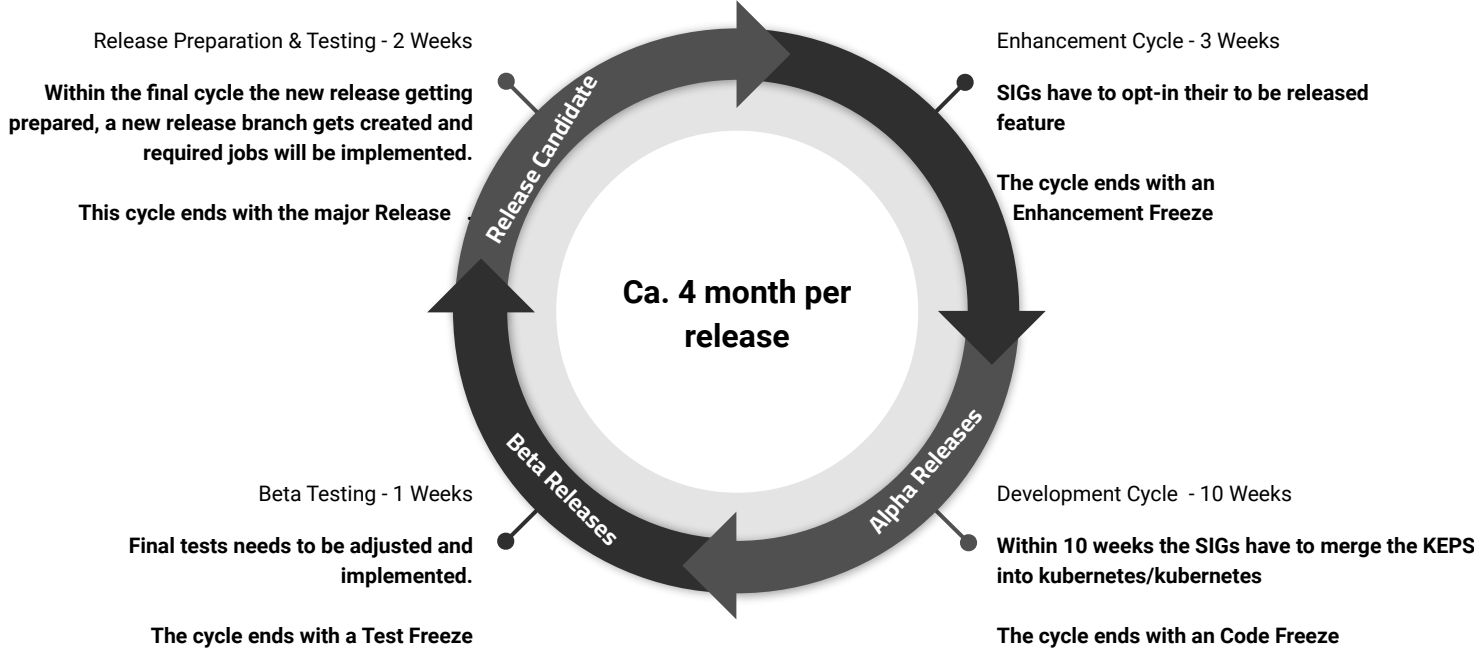 Release Preparation & Testing - 2 Weeks
Within the final cycle the new release getting
prepared, a new release branch gets created and
required jobs will be implemented.
This cycle ends with the major Release .
Release Candidate
Enhancement Cycle - 3 Weeks
SIGs have to opt-in their to be released
feature
The cycle ends with an
Enhancement Freeze
Ca. 4 month per
release
Beta Testing - 1 Weeks
Final tests needs to be adjusted and
implemented.
The cycle ends with a Test Freeze
Beta Releases
Alpha Releases
Development Cycle - 10 Weeks
Within 10 weeks the SIGs have to merge the KEPS
into kubernetes/kubernetes
The cycle ends with an Code Freeze